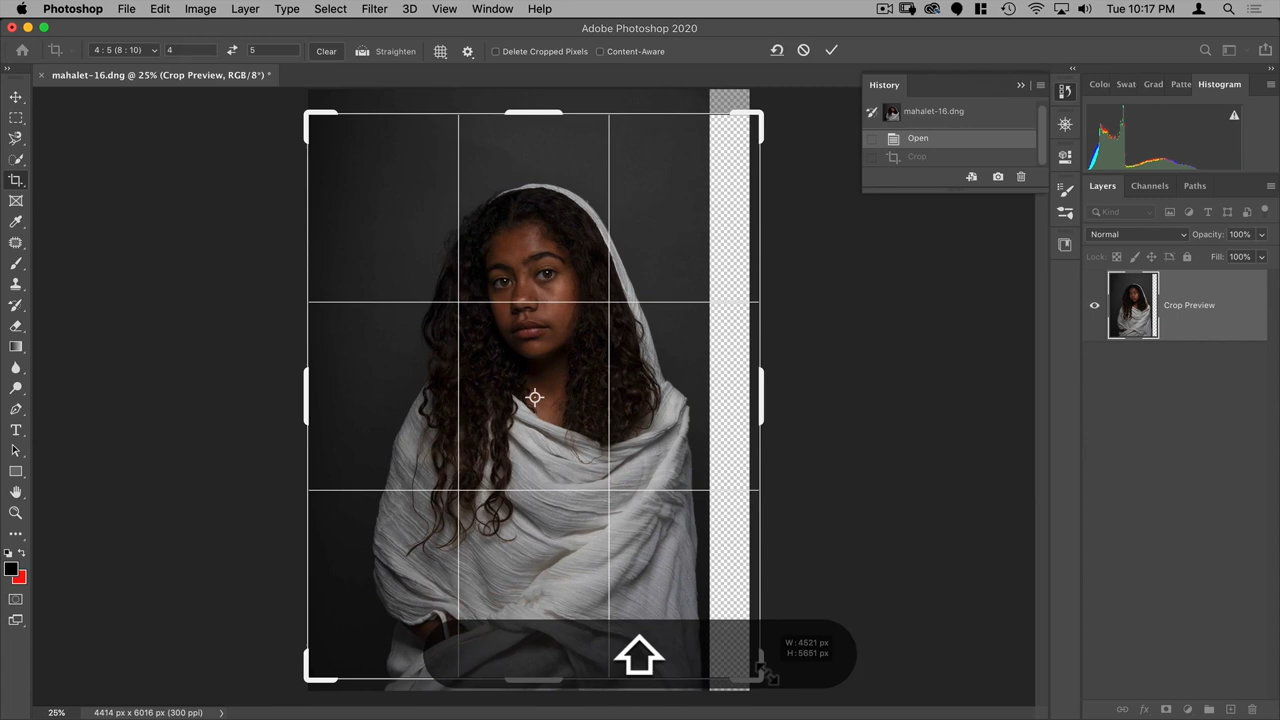 Photoshop File Edit Image Layer Type Select Filter 3D View Window Help Tue 10:17 PM
Adobe Photoshop 2020
4 : 5 (8 : 10) 4 5 Clear Straighten Delete Cropped Pixels Content-Aware
mahalet-16.dng @ 25% (Crop Preview, RGB/8*) *
History
mahalet-16.dng
Open
Crop
Colo Swat Grad Patte Histogram
Layers Channels Paths
Kind
Normal Opacity: 100%
Lock: Fill: 100%
Crop Preview
W: 4521 px
H: 5651 px
25% 4414 px x 6016 px (300 ppi)